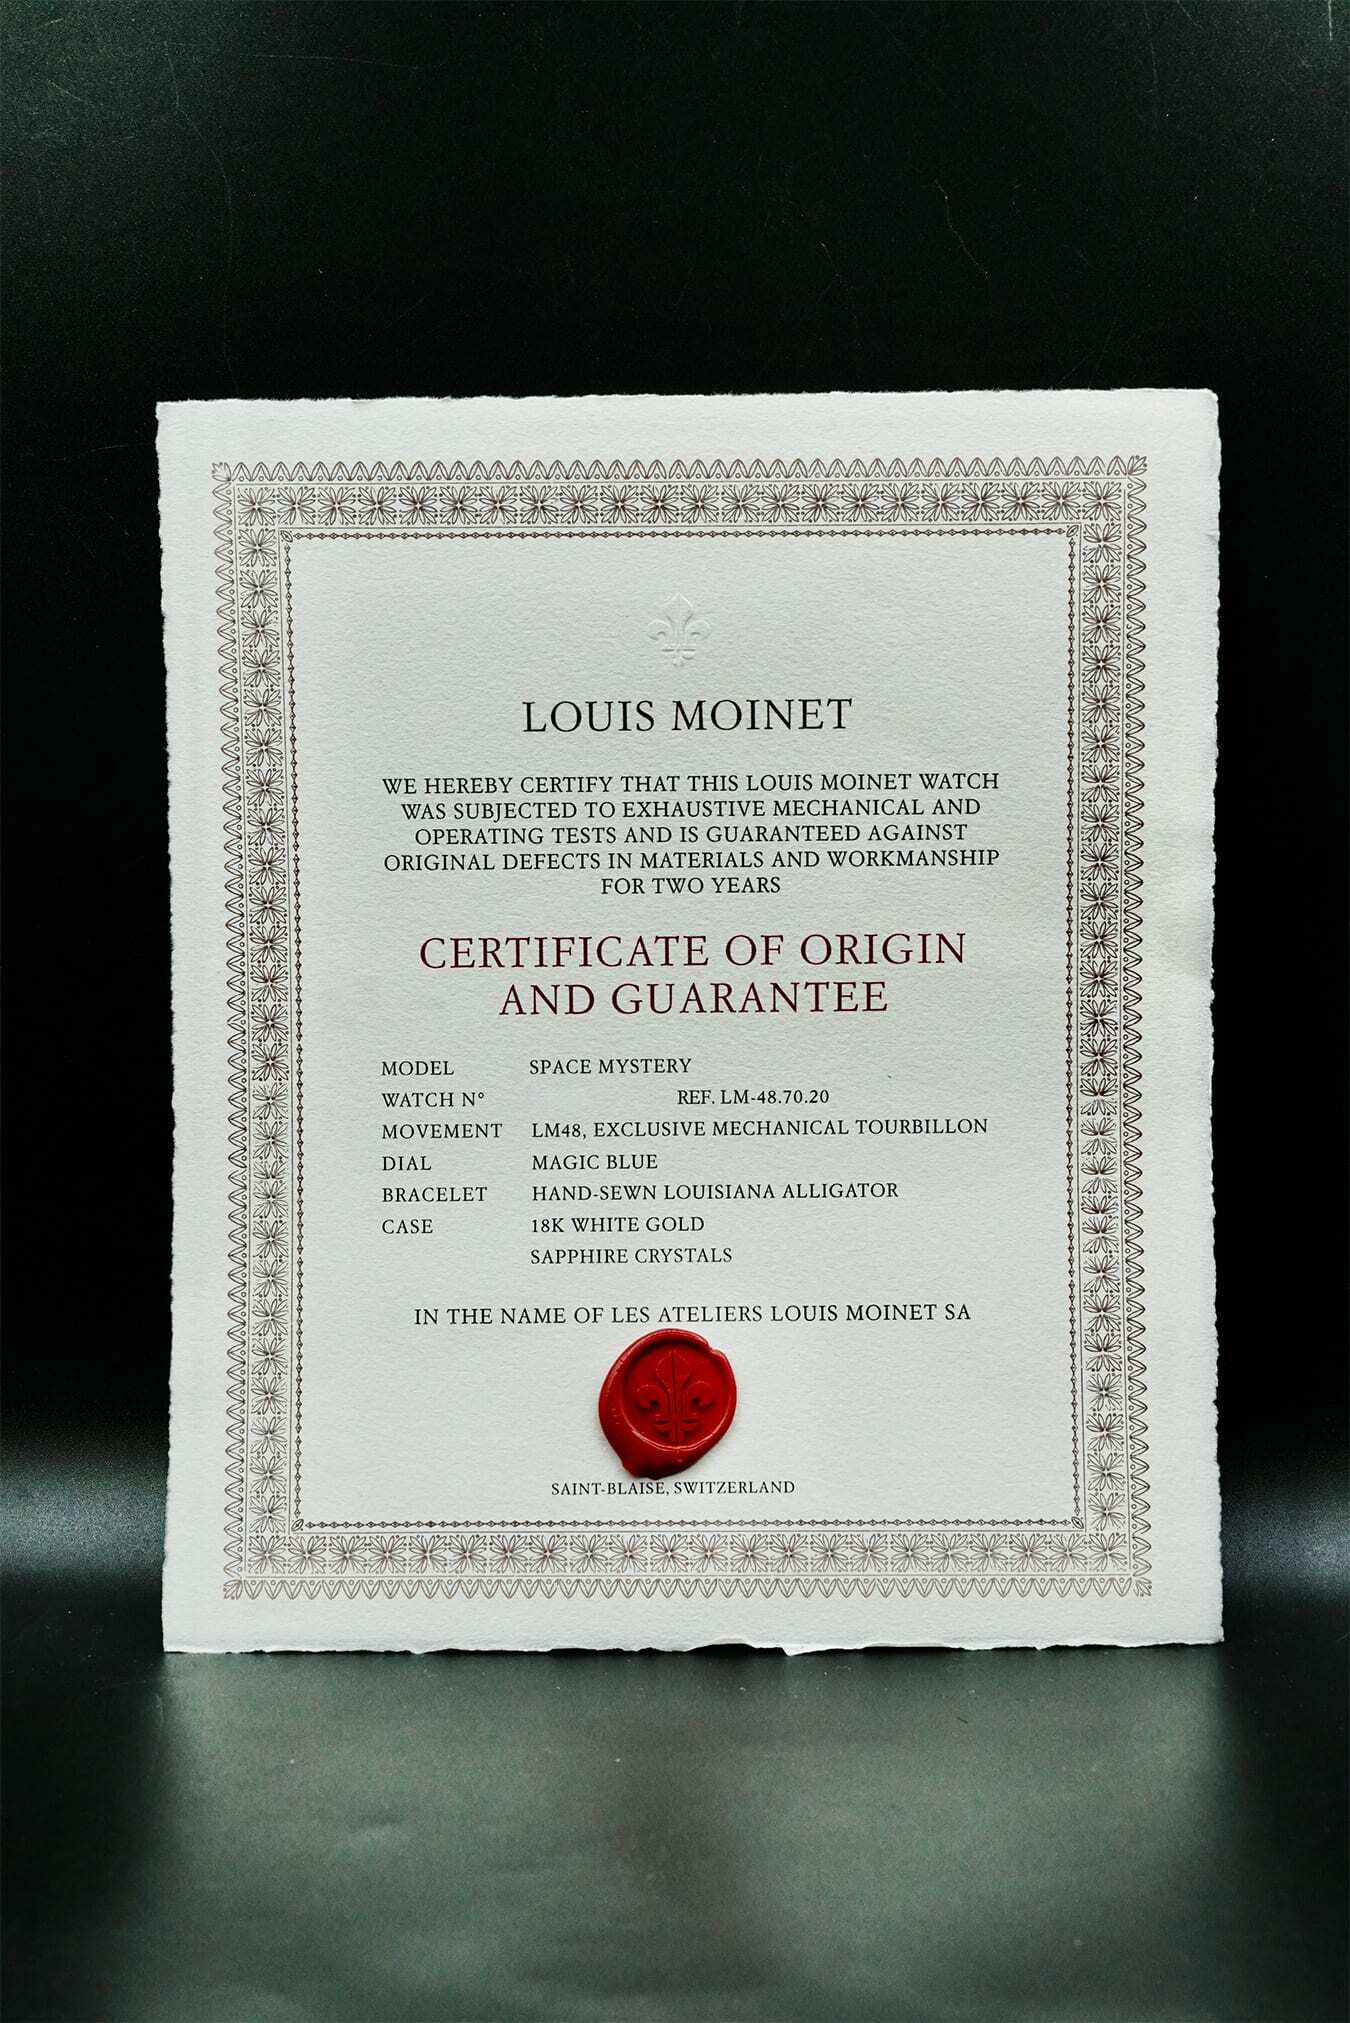 LOUIS MOINET
WE HEREBY CERTIFY THAT THIS LOUIS MOINET WATCH
WAS SUBJECTED TO EXHAUSTIVE MECHANICAL AND
OPERATING TESTS AND IS GUARANTEED AGAINST
ORIGINAL DEFECTS IN MATERIALS AND WORKMANSHIP
FOR TWO YEARS
CERTIFICATE OF ORIGIN
AND GUARANTEE
MODEL SPACE MYSTERY
WATCH N° REF. LM-48.70.20
MOVEMENT LM48, EXCLUSIVE MECHANICAL TOURBILLON
DIAL MAGIC BLUE
BRACELET HAND-SEWN LOUISIANA ALLIGATOR
CASE 18K WHITE GOLD
SAPPHIRE CRYSTALS
IN THE NAME OF LES ATELIERS LOUIS MOINET SA
SAINT-BLAISE, SWITZERLAND